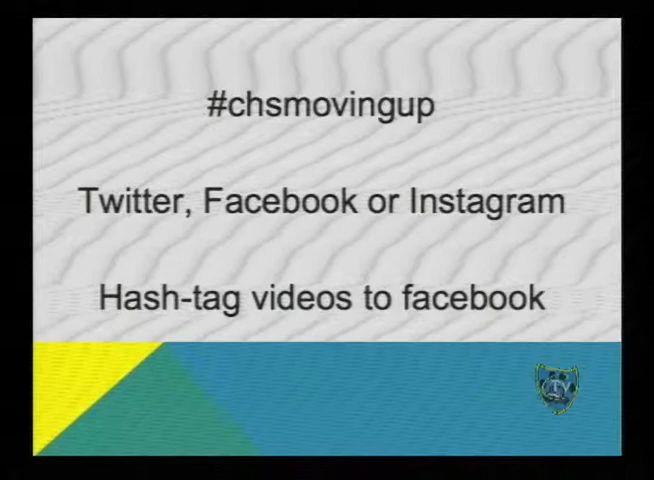 #chsmovingup
Twitter, Facebook or Instagram
Hash-tag videos to facebook